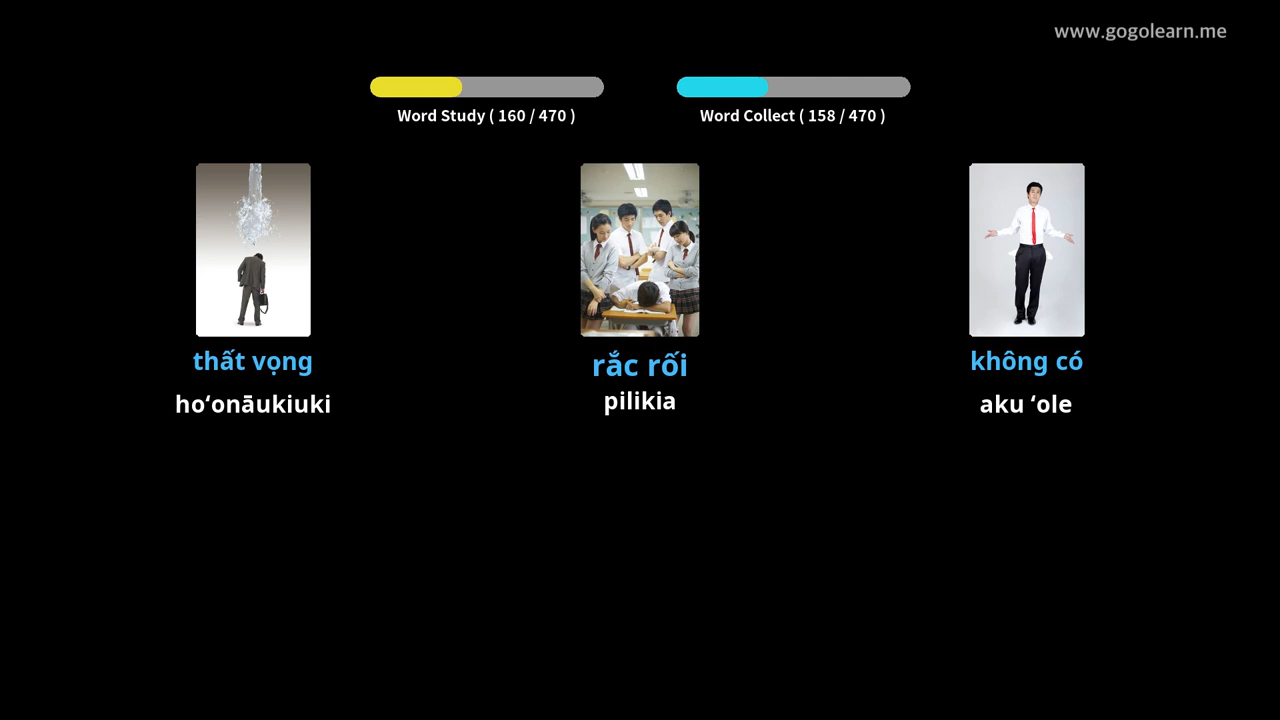 www.gogolearn.me
Word Study ( 160 / 470 )
Word Collect ( 158 / 470 )
thất vọng
hoʻonāukiuki
rắc rối
pilikia
không có
aku ʻole